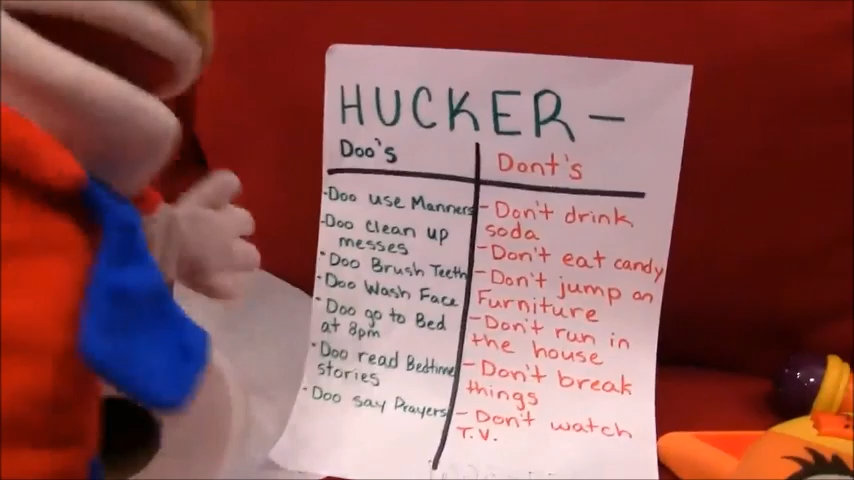 HUCKER -
Doo's
- Doo use Manners
- Doo clean up
messes
- Doo Brush Teeth
- Doo Wash Face
- Doo go to Bed
at 8pm
- Doo read Bedtime
stories
- Doo say Prayers
Dont's
- Don't drink
soda
- Don't eat candy
- Don't jump on
Furniture
- Don't run in
the house
- Don't break
things
- Don't watch
T.V.